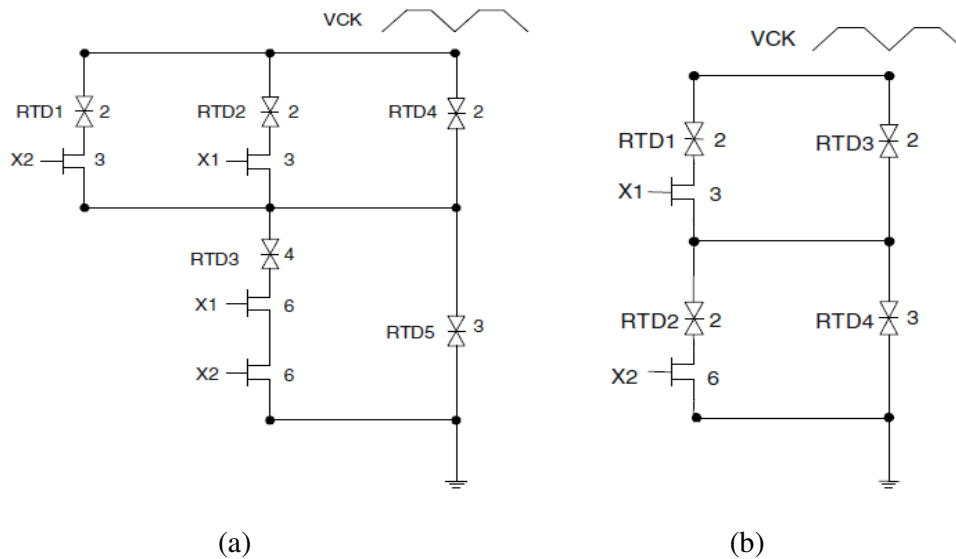 VCK
RTD1 2
RTD2 2
RTD4 2
X2 3
X1 3
RTD3 4
X1 6
RTD5 3
X2 6
(a)
VCK
RTD1 2
RTD3 2
X1 3
RTD2 2
RTD4 3
X2 6
(b)